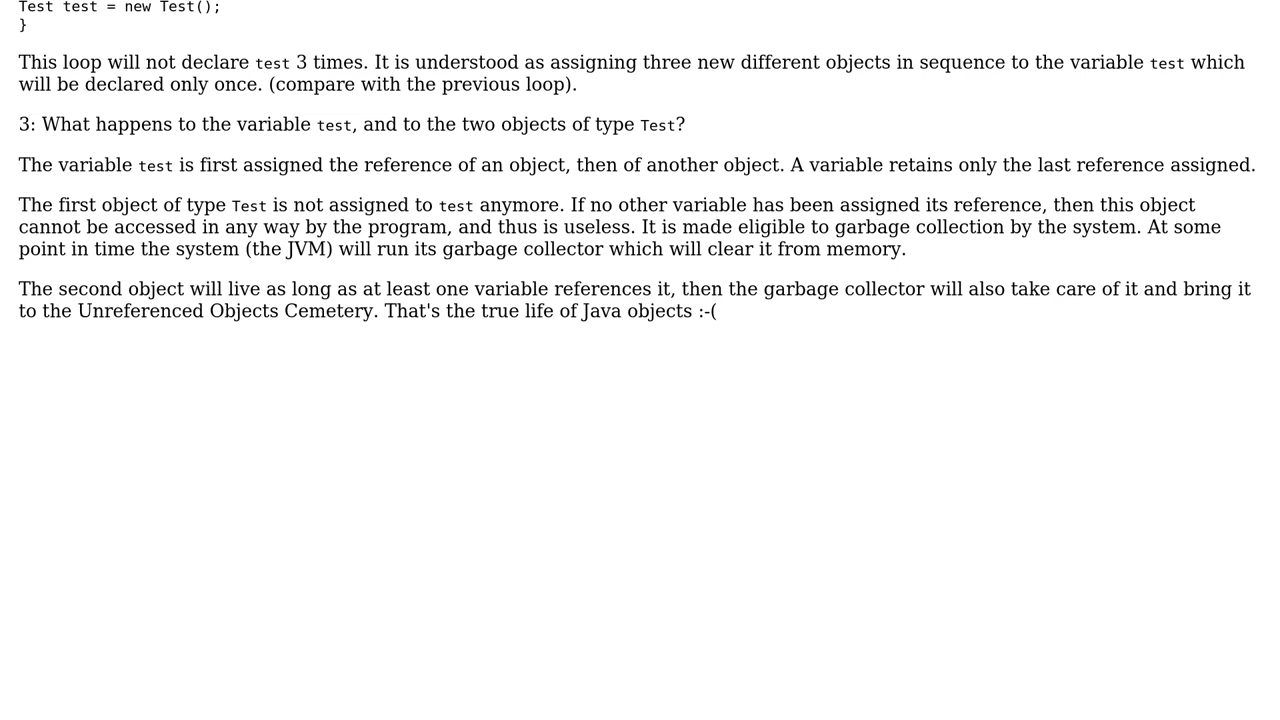 Test test = new Test();
}
This loop will not declare test 3 times. It is understood as assigning three new different objects in sequence to the variable test which
will be declared only once. (compare with the previous loop).
3: What happens to the variable test, and to the two objects of type Test?
The variable test is first assigned the reference of an object, then of another object. A variable retains only the last reference assigned.
The first object of type Test is not assigned to test anymore. If no other variable has been assigned its reference, then this object
cannot be accessed in any way by the program, and thus is useless. It is made eligible to garbage collection by the system. At some
point in time the system (the JVM) will run its garbage collector which will clear it from memory.
The second object will live as long as at least one variable references it, then the garbage collector will also take care of it and bring it
to the Unreferenced Objects Cemetery. That's the true life of Java objects :-(